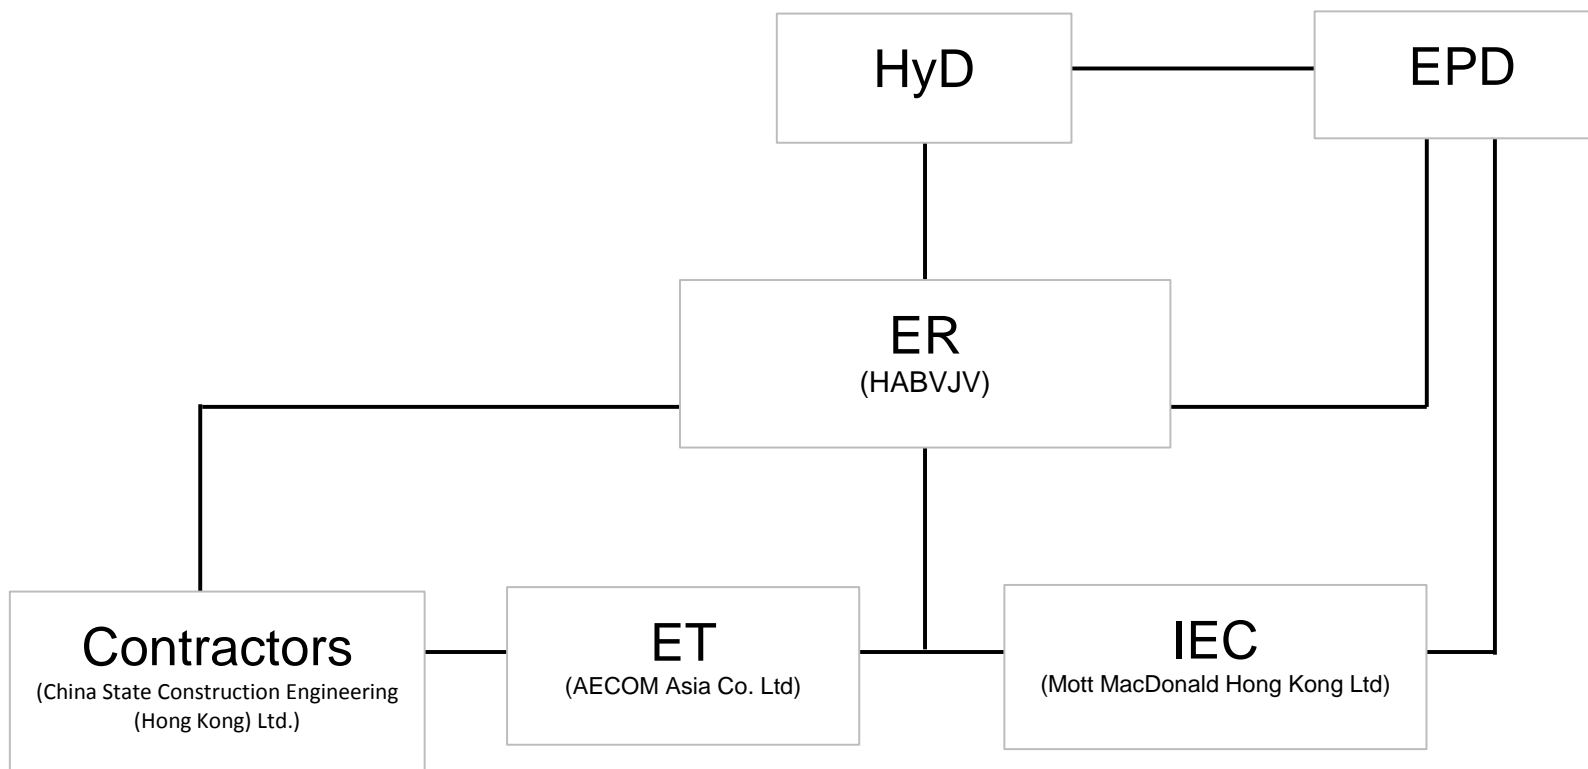 HyD
EPD
ER
(HABVJV)
Contractors
(China State Construction Engineering
(Hong Kong) Ltd.)
ET
(AECOM Asia Co. Ltd)
IEC
(Mott MacDonald Hong Kong Ltd)